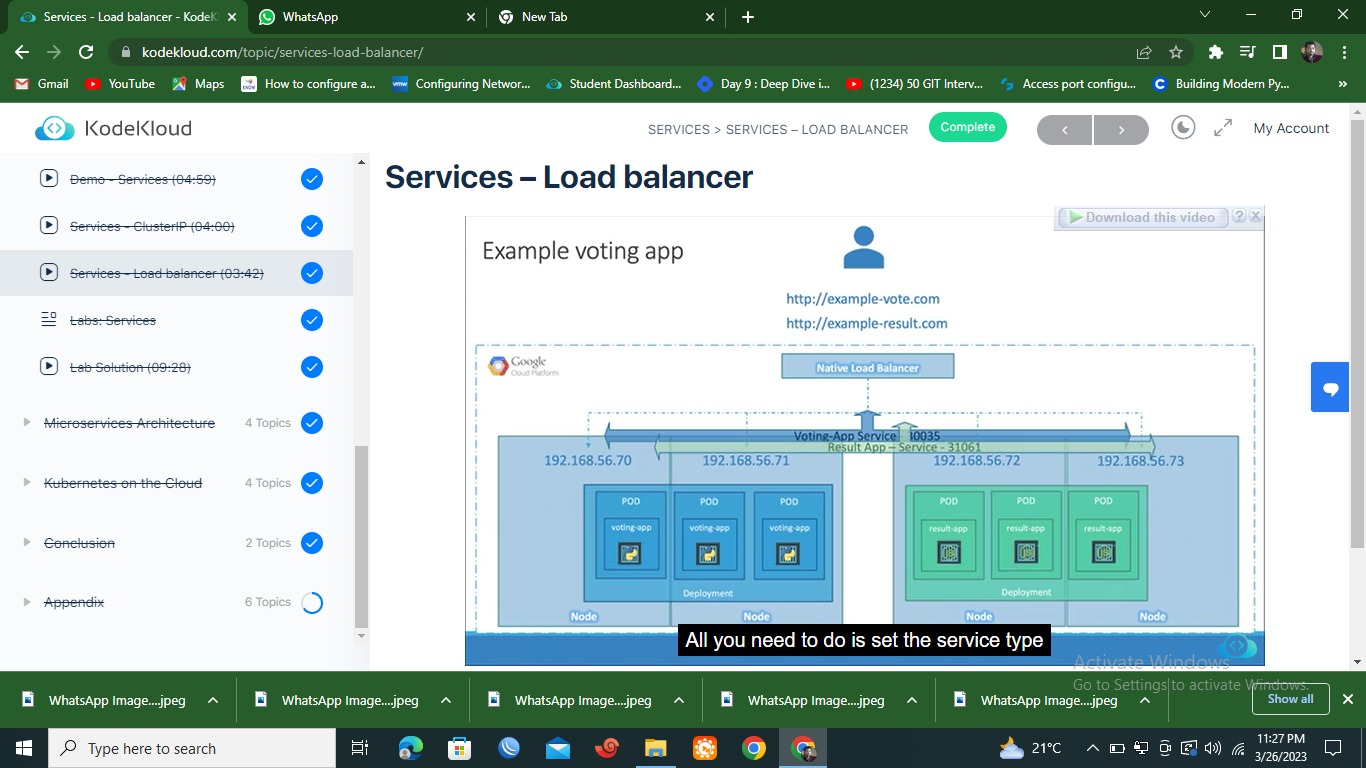 Services - Load balancer - KodeK
WhatsApp
New Tab
kodekloud.com/topic/services-load-balancer/
Gmail
YouTube
Maps
How to configure a...
Configuring Networ...
Student Dashboard...
Day 9 : Deep Dive i...
(1234) 50 GIT Interv...
Access port configu...
Building Modern Py...
»
KodeKloud
SERVICES > SERVICES – LOAD BALANCER
Complete
My Account
Demo - Services (04:59)
Services - ClusterIP (04:00)
Services - Load balancer (03:42)
Labs: Services
Lab Solution (09:28)
Microservices Architecture 4 Topics
Kubernetes on the Cloud 4 Topics
Conclusion 2 Topics
Appendix 6 Topics
Services – Load balancer
Download this video
Example voting app
http://example-vote.com
http://example-result.com
Google
Cloud Platform
Native Load Balancer
Voting-App Service
Result App – Service - 31061
192.168.56.70
192.168.56.71
192.168.56.72
192.168.56.73
POD
POD
POD
POD
POD
POD
voting-app
voting-app
voting-app
result-app
result-app
result-app
Deployment
Deployment
Node
Node
Node
Node
All you need to do is set the service type
Activate Windows
Go to Settings to activate Windows.
WhatsApp Image....jpeg
WhatsApp Image....jpeg
WhatsApp Image....jpeg
WhatsApp Image....jpeg
WhatsApp Image....jpeg
Show all
Type here to search
21°C
11:27 PM
3/26/2023